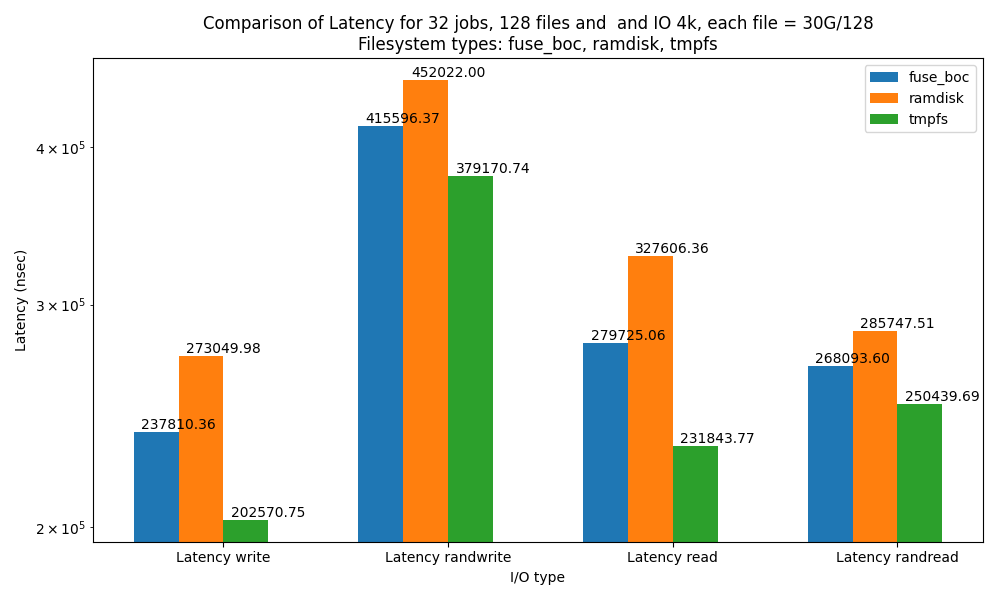 Comparison of Latency for 32 jobs, 128 files and  and IO 4k, each file = 30G/128
Filesystem types: fuse_boc, ramdisk, tmpfs
fuse_boc
ramdisk
tmpfs
Latency (nsec)
4 × 10⁵
3 × 10⁵
2 × 10⁵
237810.36
273049.98
202570.75
415596.37
452022.00
379170.74
279725.06
327606.36
231843.77
268093.60
285747.51
250439.69
Latency write
Latency randwrite
Latency read
Latency randread
I/O type